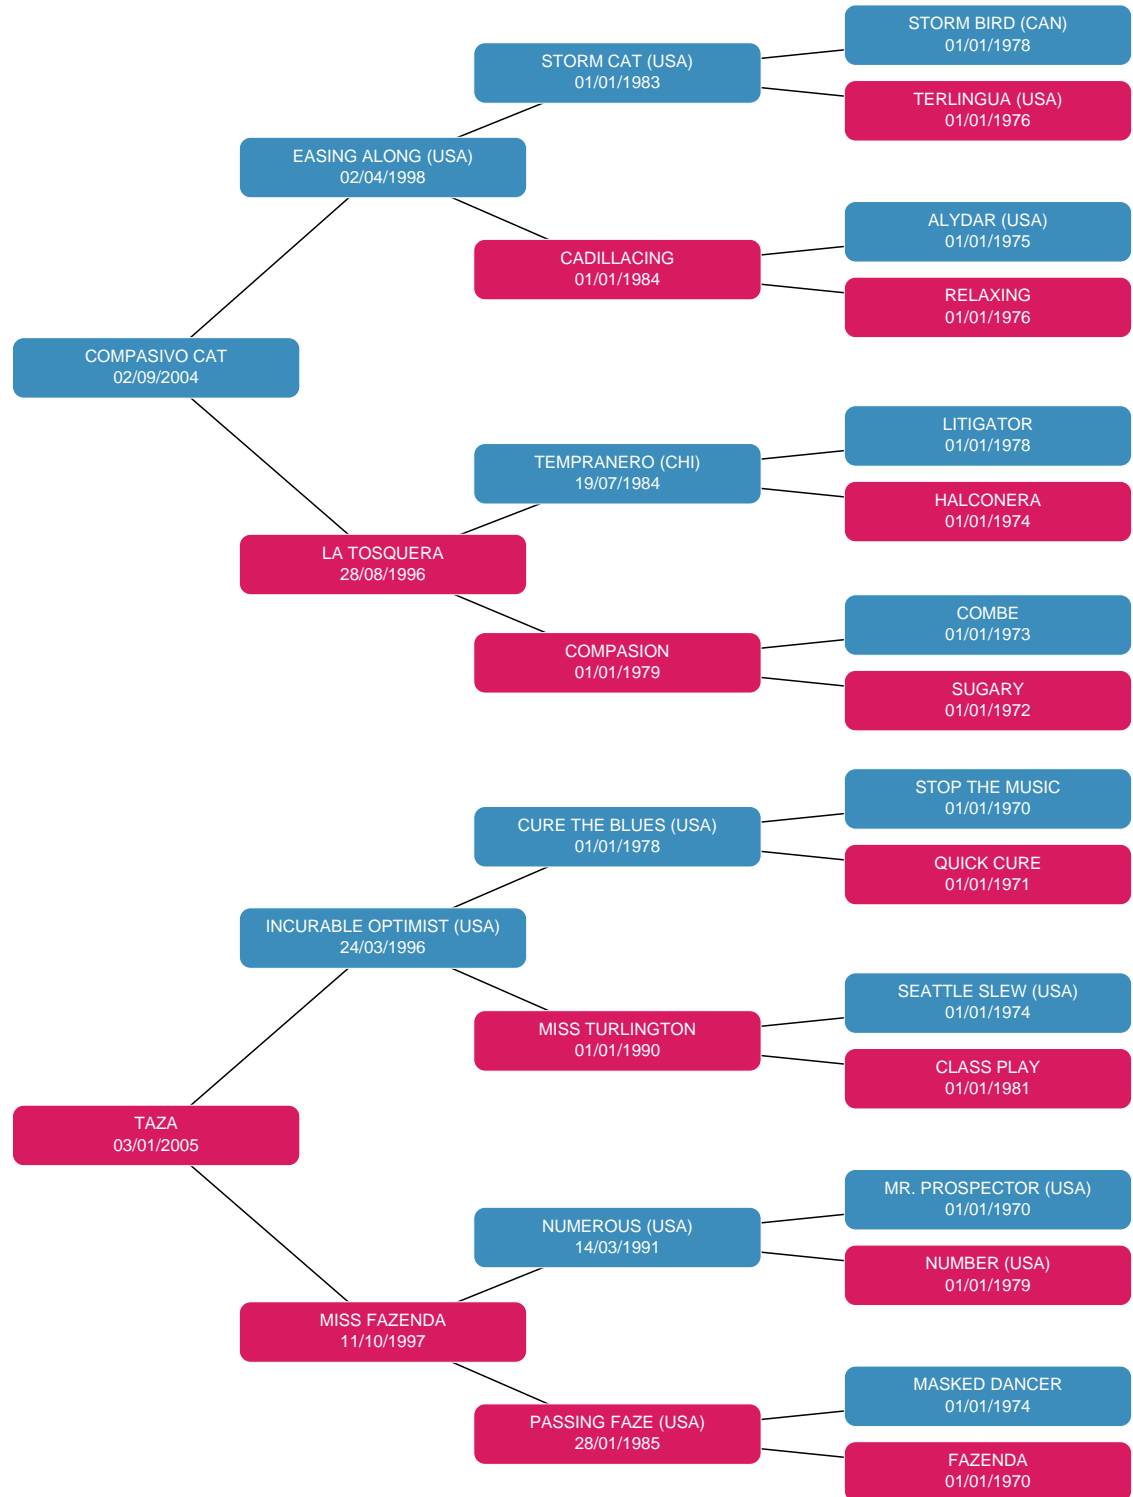 STORM BIRD (CAN)
01/01/1978
STORM CAT (USA)
01/01/1983
TERLINGUA (USA)
01/01/1976
EASING ALONG (USA)
02/04/1998
ALYDAR (USA)
01/01/1975
CADILLACING
01/01/1984
RELAXING
01/01/1976
COMPASIVO CAT
02/09/2004
LITIGATOR
01/01/1978
TEMPRANERO (CHI)
19/07/1984
HALCONERA
01/01/1974
LA TOSQUERA
28/08/1996
COMBE
01/01/1973
COMPASION
01/01/1979
SUGARY
01/01/1972
STOP THE MUSIC
01/01/1970
CURE THE BLUES (USA)
01/01/1978
QUICK CURE
01/01/1971
INCURABLE OPTIMIST (USA)
24/03/1996
SEATTLE SLEW (USA)
01/01/1974
MISS TURLINGTON
01/01/1990
CLASS PLAY
01/01/1981
TAZA
03/01/2005
MR. PROSPECTOR (USA)
01/01/1970
NUMEROUS (USA)
14/03/1991
NUMBER (USA)
01/01/1979
MISS FAZENDA
11/10/1997
MASKED DANCER
01/01/1974
PASSING FAZE (USA)
28/01/1985
FAZENDA
01/01/1970